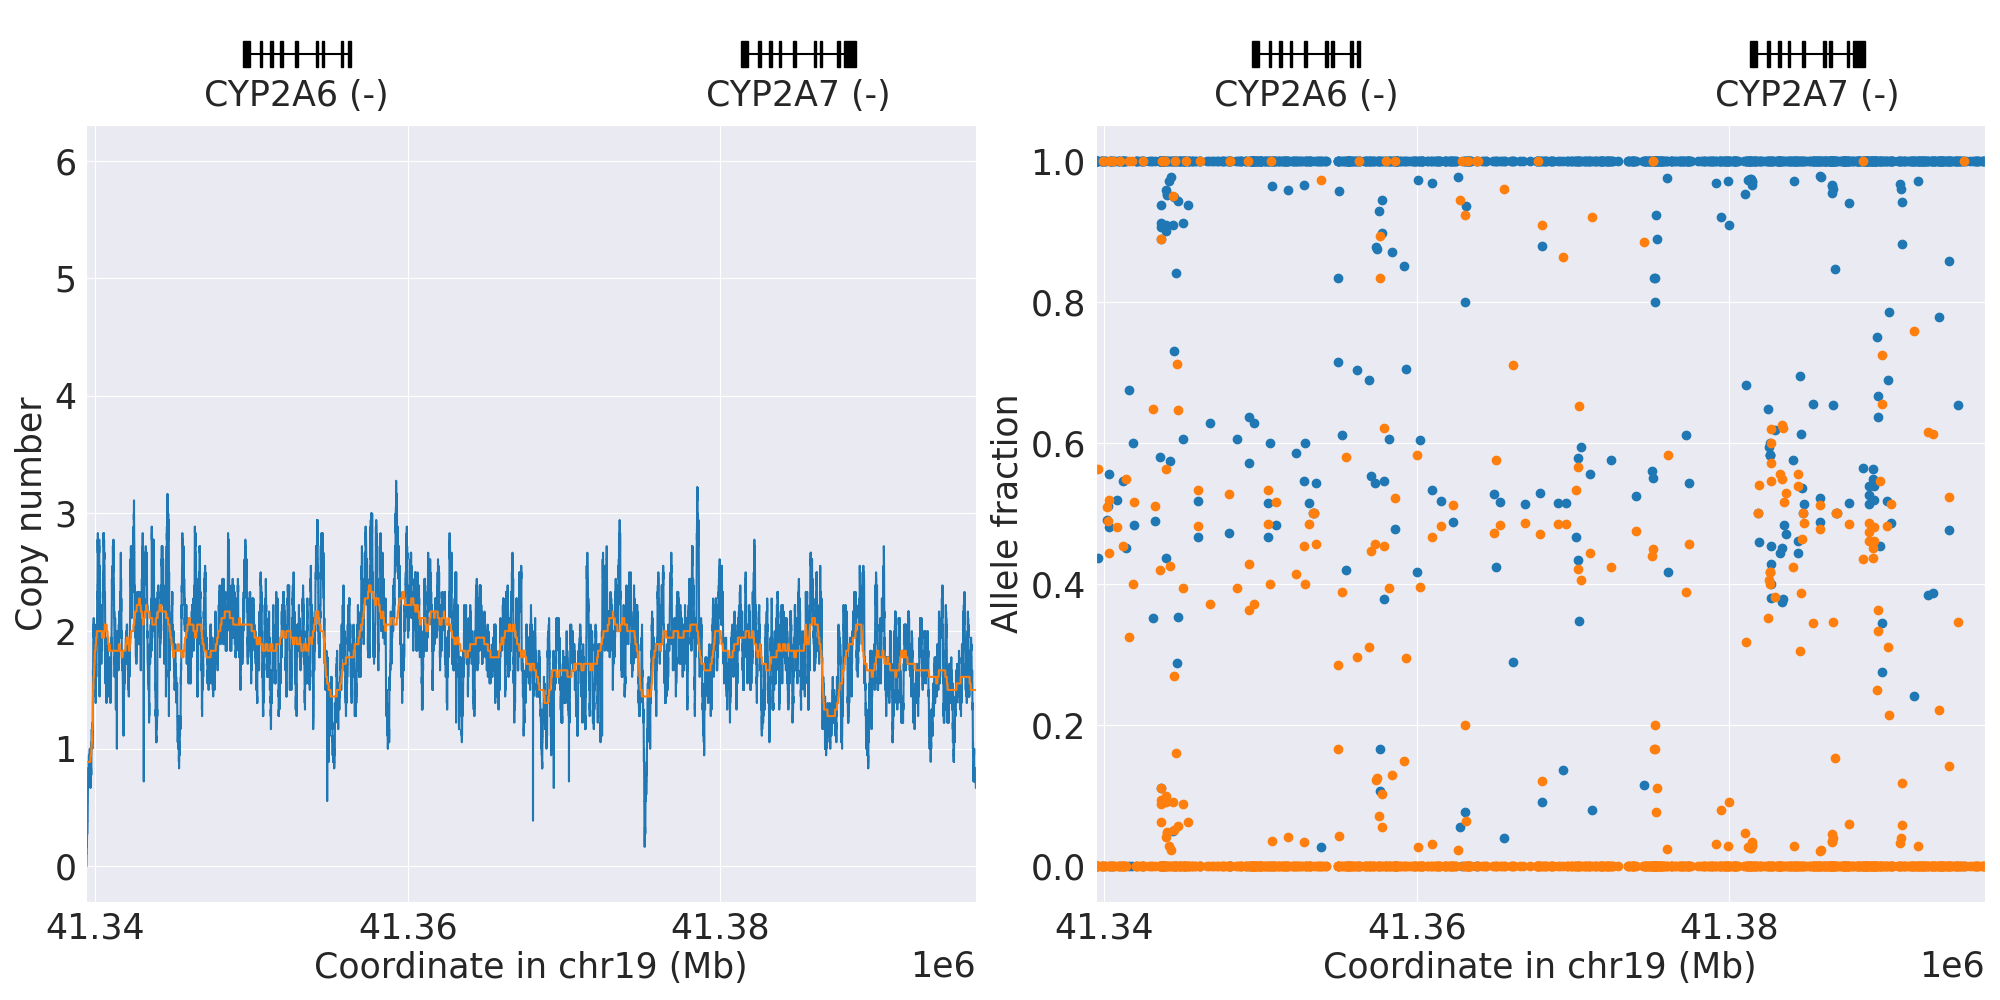 CYP2A6 (-) CYP2A7 (-)
6
5
4
3
2
1
0
Copy number
41.34 41.36 41.38
Coordinate in chr19 (Mb) 1e6
CYP2A6 (-) CYP2A7 (-)
1.0
0.8
0.6
0.4
0.2
0.0
Allele fraction
41.34 41.36 41.38
Coordinate in chr19 (Mb) 1e6